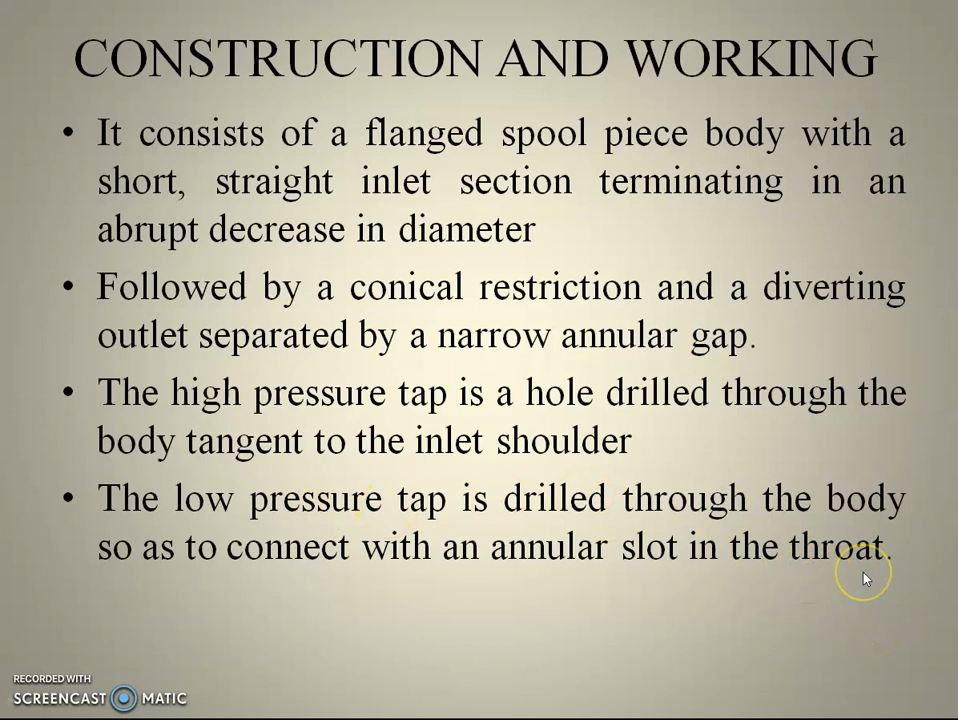 CONSTRUCTION AND WORKING
• It consists of a flanged spool piece body with a
short, straight inlet section terminating in an
abrupt decrease in diameter
• Followed by a conical restriction and a diverting
outlet separated by a narrow annular gap.
• The high pressure tap is a hole drilled through the
body tangent to the inlet shoulder
• The low pressure tap is drilled through the body
so as to connect with an annular slot in the throat.
RECORDED WITH
SCREENCAST MATIC